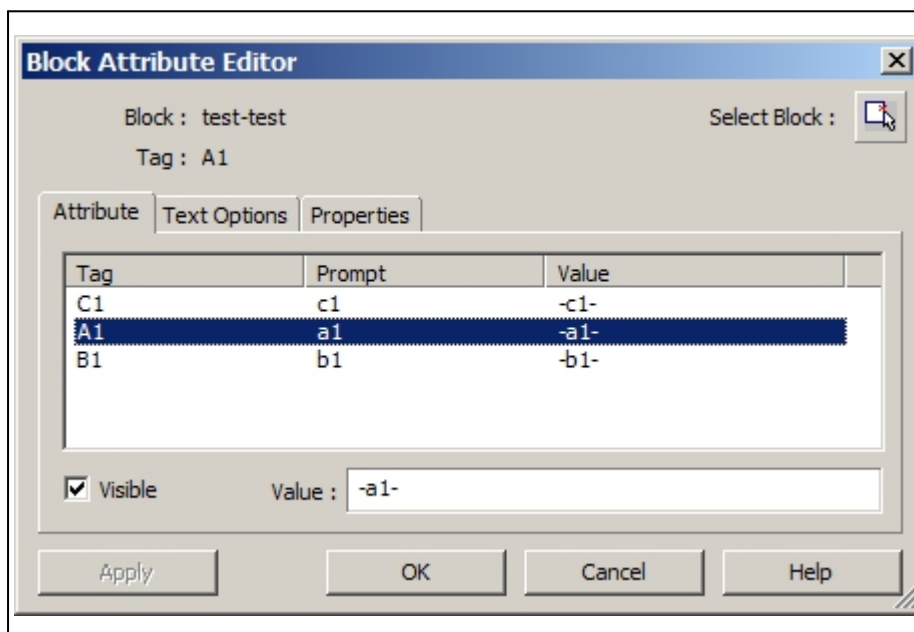 Block Attribute Editor
Block : test-test
Select Block :
Tag : A1
Attribute Text Options Properties
Tag Prompt Value
C1 c1 -c1-
A1 a1 -a1-
B1 b1 -b1-
Visible Value : -a1-
Apply OK Cancel Help